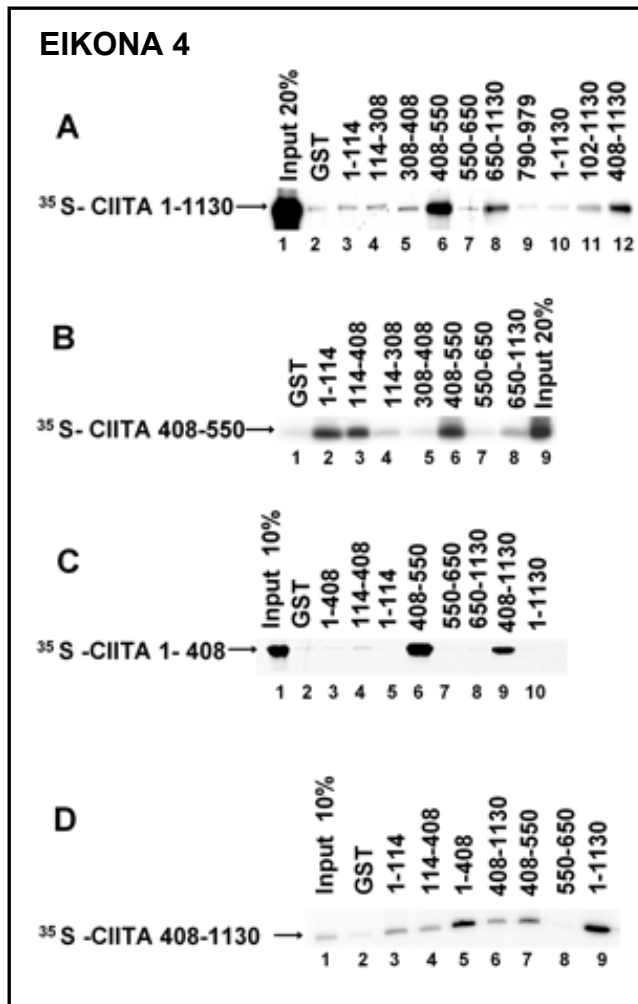 ΕΙΚΟΝΑ 4
A
Input 20% GST 1-114 114-308 308-408 408-550 550-650 650-1130 790-979 1-1130 102-1130 408-1130
³⁵S- CIITA 1-1130
1 2 3 4 5 6 7 8 9 10 11 12
B
GST 1-114 114-408 114-308 308-408 408-550 550-650 650-1130 Input 20%
³⁵S- CIITA 408-550
1 2 3 4 5 6 7 8 9
C
Input 10% GST 1-408 114-408 1-114 408-550 550-650 650-1130 408-1130 1-1130
³⁵S -CIITA 1- 408
1 2 3 4 5 6 7 8 9 10
D
Input 10% GST 1-114 114-408 1-408 408-1130 408-550 550-650 1-1130
³⁵S -CIITA 408-1130
1 2 3 4 5 6 7 8 9